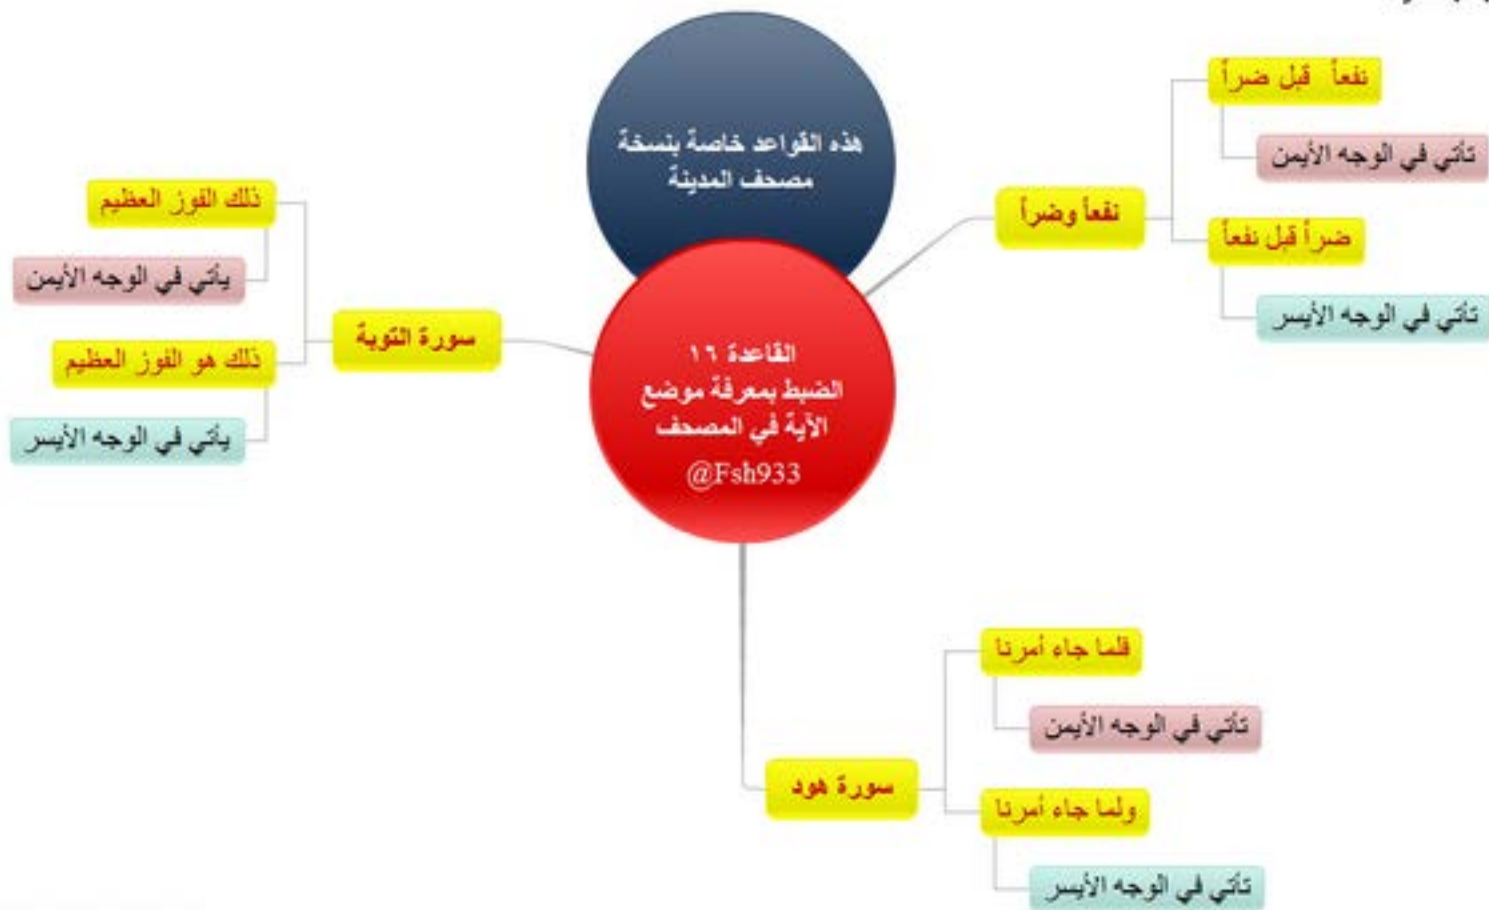 هذه القواعد خاصة بنسخة
مصحف المدينة
القاعدة ١٦
الضبط بمعرفة موضع
الآية في المصحف
@Fsh933
نفعاً وضراً
نفعاً قبل ضراً
تأتي في الوجه الأيمن
ضراً قبل نفعاً
تأتي في الوجه الأيسر
سورة التوبة
ذلك الفوز العظيم
يأتي في الوجه الأيمن
ذلك هو الفوز العظيم
يأتي في الوجه الأيسر
سورة هود
فلما جاء أمرنا
تأتي في الوجه الأيمن
ولما جاء أمرنا
تأتي في الوجه الأيسر